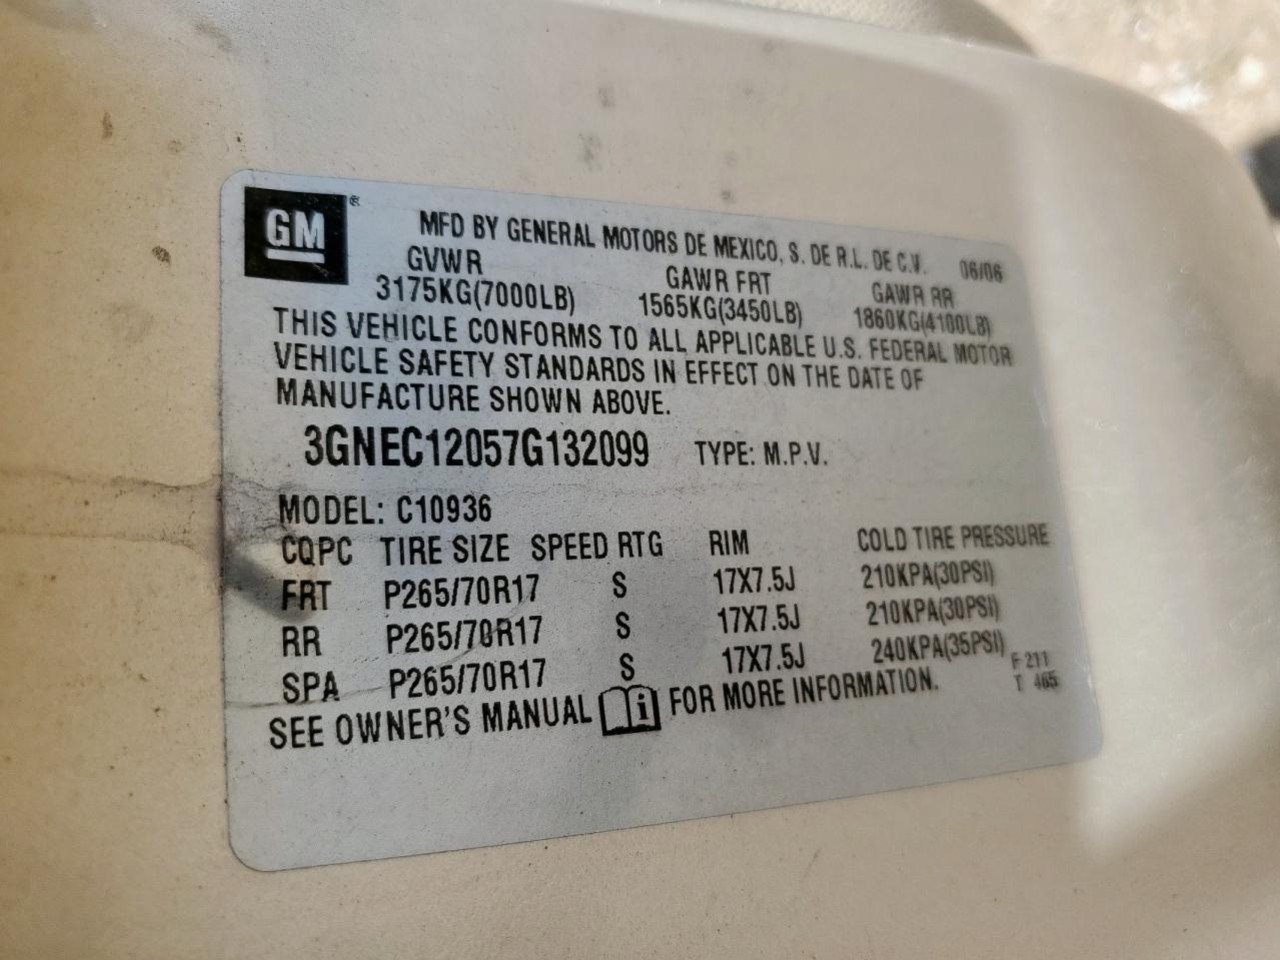 GM ®
MFD BY GENERAL MOTORS DE MEXICO, S. DE R.L. DE C.V. 06/06
GVWR GAWR FRT GAWR RR
3175KG(7000LB) 1565KG(3450LB) 1860KG(4100LB)
THIS VEHICLE CONFORMS TO ALL APPLICABLE U.S. FEDERAL MOTOR
VEHICLE SAFETY STANDARDS IN EFFECT ON THE DATE OF
MANUFACTURE SHOWN ABOVE.
3GNEC12057G132099 TYPE: M.P.V.
MODEL: C10936
CQPC TIRE SIZE SPEED RTG RIM COLD TIRE PRESSURE
FRT P265/70R17 S 17X7.5J 210KPA(30PSI)
RR P265/70R17 S 17X7.5J 210KPA(30PSI)
SPA P265/70R17 S 17X7.5J 240KPA(35PSI)
F 211
T 465
SEE OWNER'S MANUAL i FOR MORE INFORMATION.